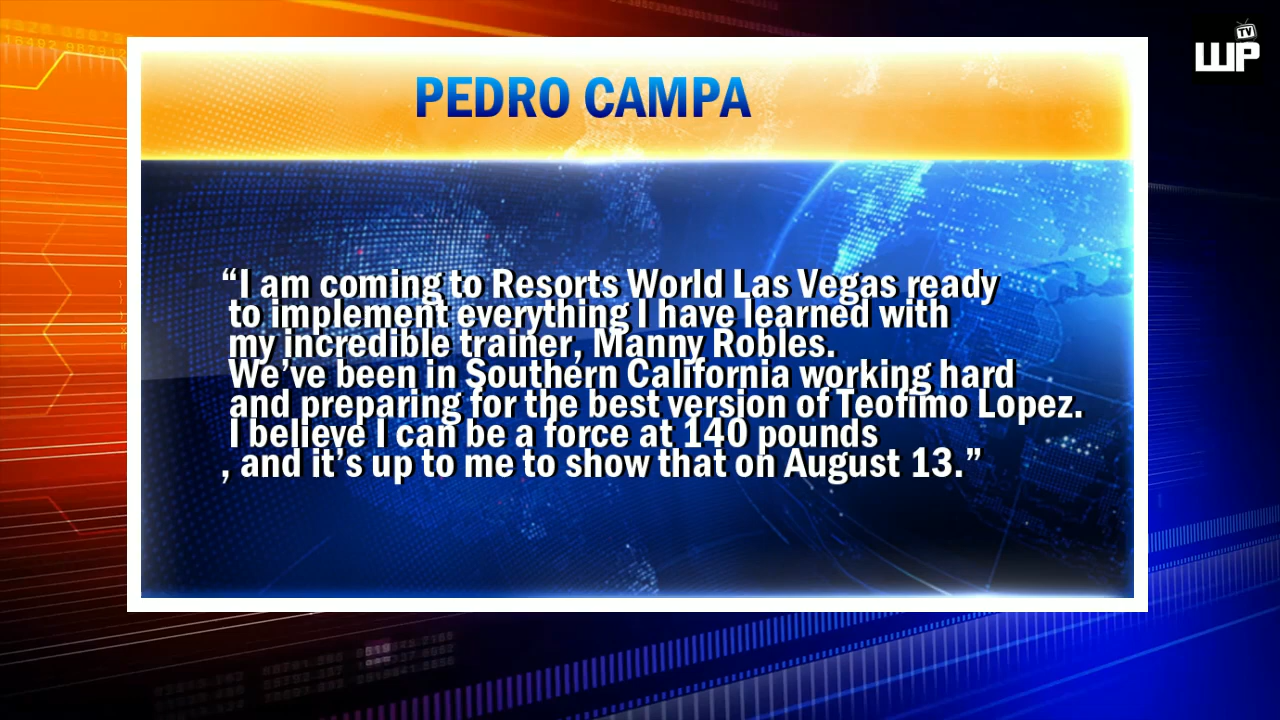 TV
WP
PEDRO CAMPA
“I am coming to Resorts World Las Vegas ready
to implement everything I have learned with
my incredible trainer, Manny Robles.
We’ve been in Southern California working hard
and preparing for the best version of Teofimo Lopez.
I believe I can be a force at 140 pounds
, and it’s up to me to show that on August 13.”